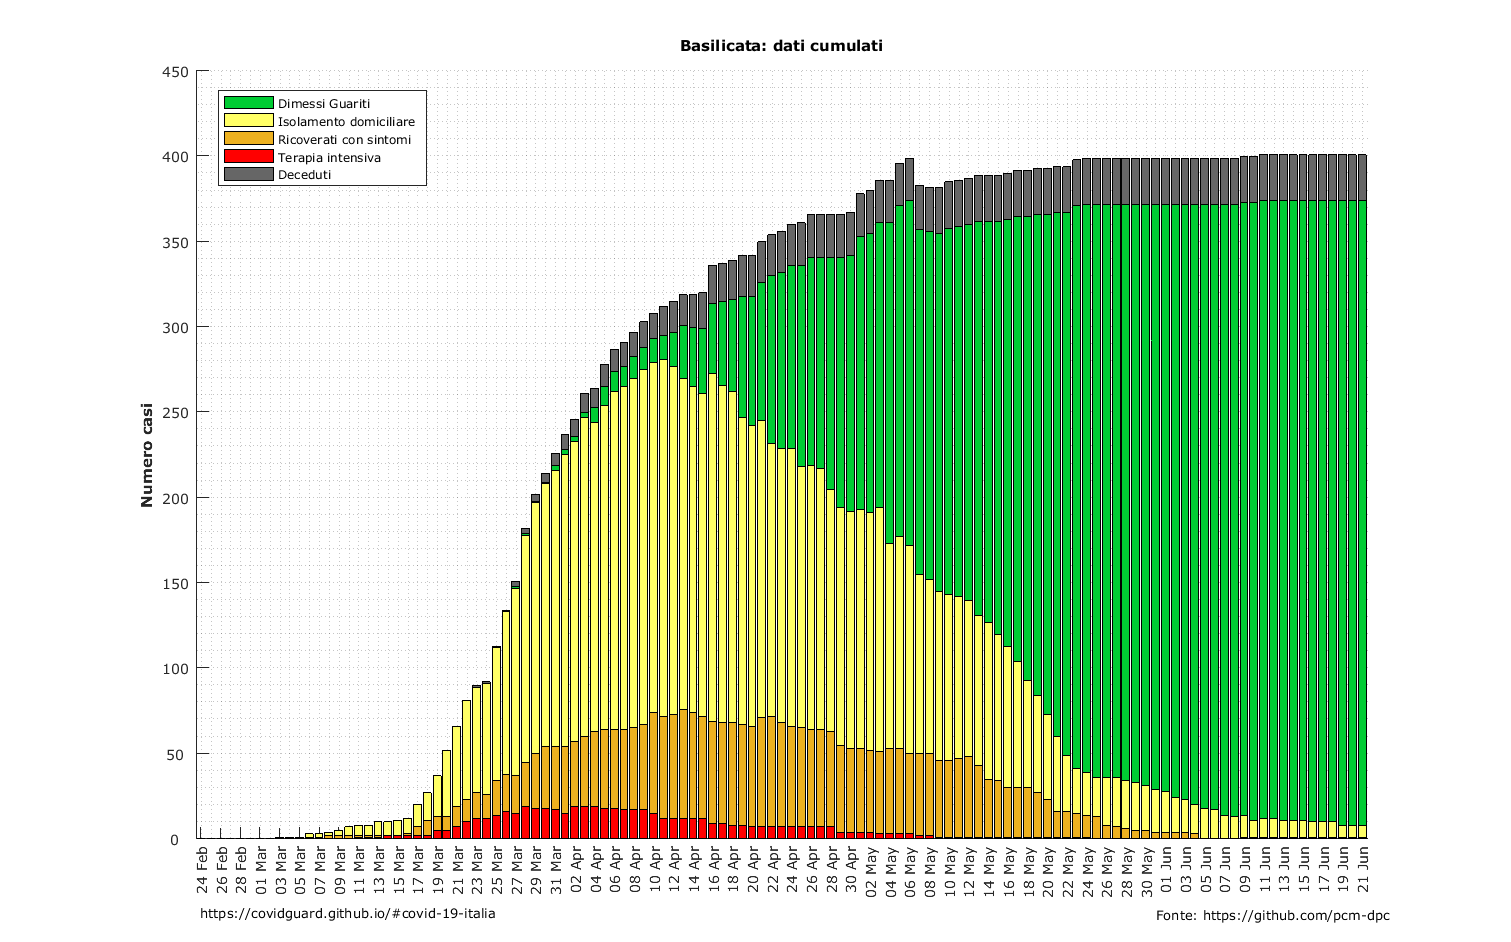 Basilicata: dati cumulati
450
400
350
300
250
200
150
100
50
0
Numero casi
Dimessi Guariti
Isolamento domiciliare
Ricoverati con sintomi
Terapia intensiva
Deceduti
24 Feb
26 Feb
28 Feb
01 Mar
03 Mar
05 Mar
07 Mar
09 Mar
11 Mar
13 Mar
15 Mar
17 Mar
19 Mar
21 Mar
23 Mar
25 Mar
27 Mar
29 Mar
31 Mar
02 Apr
04 Apr
06 Apr
08 Apr
10 Apr
12 Apr
14 Apr
16 Apr
18 Apr
20 Apr
22 Apr
24 Apr
26 Apr
28 Apr
30 Apr
02 May
04 May
06 May
08 May
10 May
12 May
14 May
16 May
18 May
20 May
22 May
24 May
26 May
28 May
30 May
01 Jun
03 Jun
05 Jun
07 Jun
09 Jun
11 Jun
13 Jun
15 Jun
17 Jun
19 Jun
21 Jun
https://covidguard.github.io/#covid-19-italia
Fonte: https://github.com/pcm-dpc